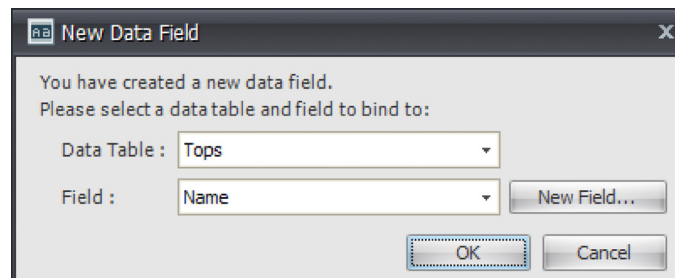 New Data Field
You have created a new data field.
Please select a data table and field to bind to:
Data Table : Tops
Field : Name New Field...
OK Cancel